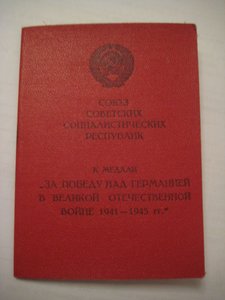 СОЮЗ
СОВЕТСКИХ
СОЦИАЛИСТИЧЕСКИХ
РЕСПУБЛИК
К МЕДАЛИ
„ЗА ПОБЕДУ НАД ГЕРМАНИЕЙ
В ВЕЛИКОЙ ОТЕЧЕСТВЕННОЙ
ВОЙНЕ 1941—1945 гг.“